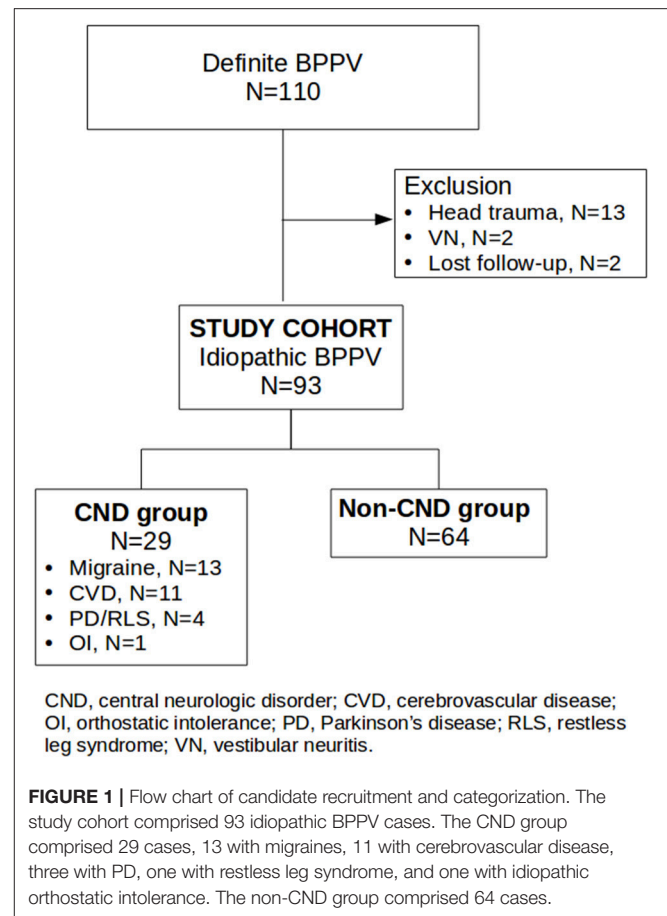 Definite BPPV
N=110
Exclusion
• Head trauma, N=13
• VN, N=2
• Lost follow-up, N=2
STUDY COHORT
Idiopathic BPPV
N=93
CND group
N=29
• Migraine, N=13
• CVD, N=11
• PD/RLS, N=4
• OI, N=1
Non-CND group
N=64
CND, central neurologic disorder; CVD, cerebrovascular disease;
OI, orthostatic intolerance; PD, Parkinson's disease; RLS, restless
leg syndrome; VN, vestibular neuritis.
FIGURE 1 | Flow chart of candidate recruitment and categorization. The
study cohort comprised 93 idiopathic BPPV cases. The CND group
comprised 29 cases, 13 with migraines, 11 with cerebrovascular disease,
three with PD, one with restless leg syndrome, and one with idiopathic
orthostatic intolerance. The non-CND group comprised 64 cases.